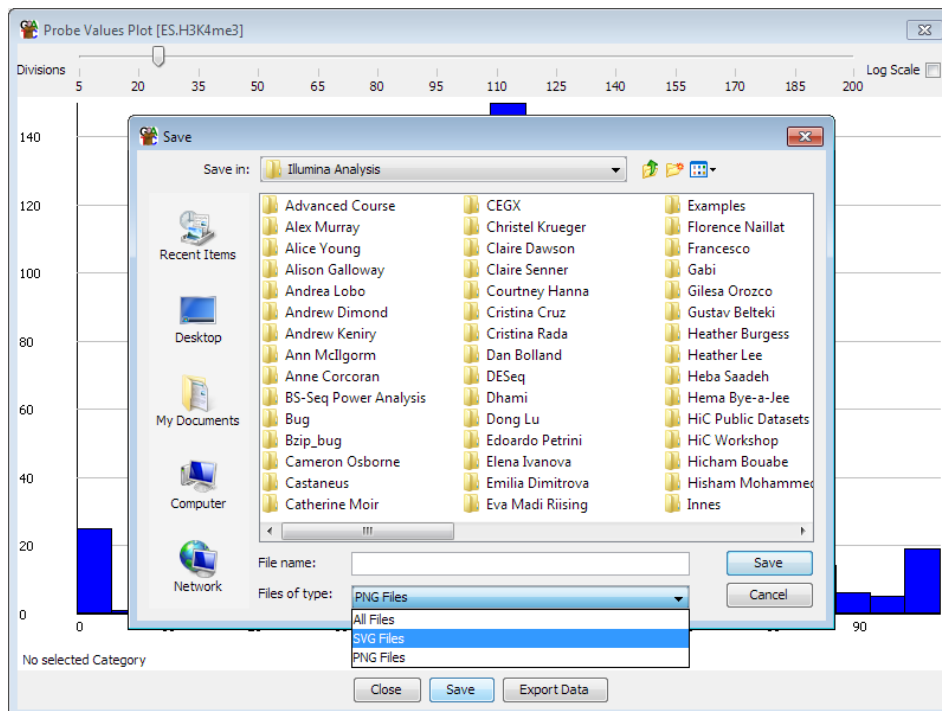 Probe Values Plot [ES.H3K4me3]
Divisions
Log Scale
5 20 35 50 65 80 95 110 125 140 155 170 185 200
140
120
100
80
60
40
20
0
Save
Save in: Illumina Analysis
Recent Items
Desktop
My Documents
Computer
Network
Advanced Course
Alex Murray
Alice Young
Alison Galloway
Andrea Lobo
Andrew Dimond
Andrew Keniry
Ann McIlgorm
Anne Corcoran
BS-Seq Power Analysis
Bug
Bzip_bug
Cameron Osborne
Castaneus
Catherine Moir
CEGX
Christel Krueger
Claire Dawson
Claire Senner
Courtney Hanna
Cristina Cruz
Cristina Rada
Dan Bolland
DESeq
Dhami
Dong Lu
Edoardo Petrini
Elena Ivanova
Emilia Dimitrova
Eva Madi Riising
Examples
Florence Naillat
Francesco
Gabi
Gilesa Orozco
Gustav Belteki
Heather Burgess
Heather Lee
Heba Saadeh
Hema Bye-a-Jee
HiC Public Datasets
HiC Workshop
Hicham Bouabe
Hisham Mohammed
Innes
File name:
Save
Files of type: PNG Files
Cancel
All Files
SVG Files
PNG Files
0 90
No selected Category
Close Save Export Data